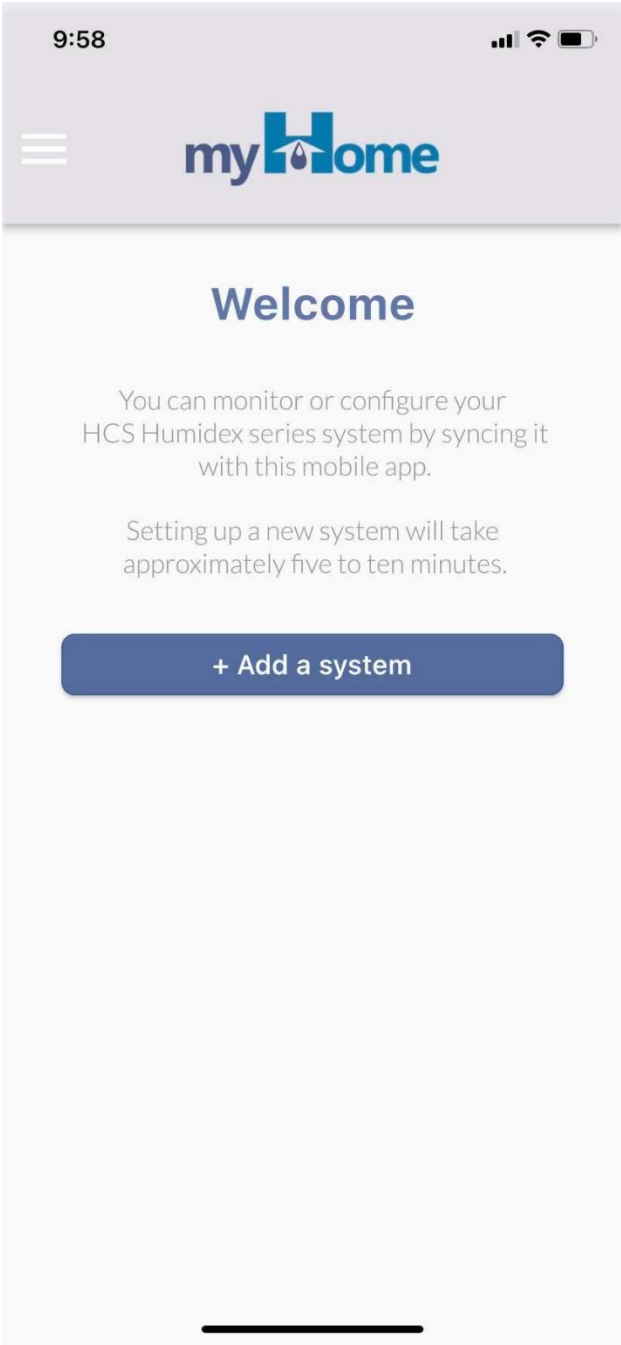 9:58
myHome
Welcome
You can monitor or configure your
HCS Humidex series system by syncing it
with this mobile app.
Setting up a new system will take
approximately five to ten minutes.
+ Add a system